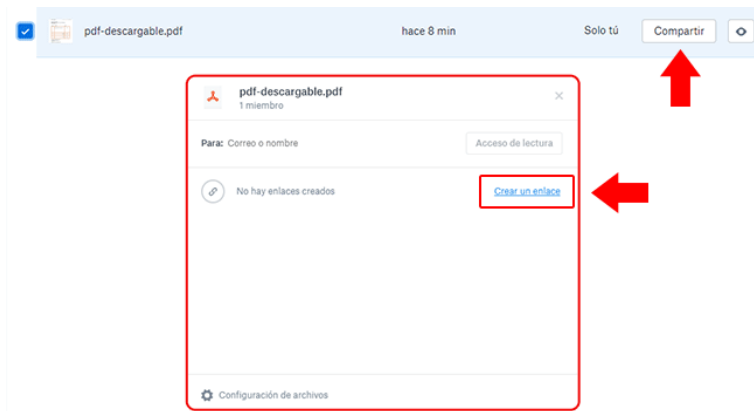 pdf-descargable.pdf hace 8 min Solo tú Compartir
pdf-descargable.pdf
1 miembro
Para: Correo o nombre Acceso de lectura
No hay enlaces creados Crear un enlace
Configuración de archivos